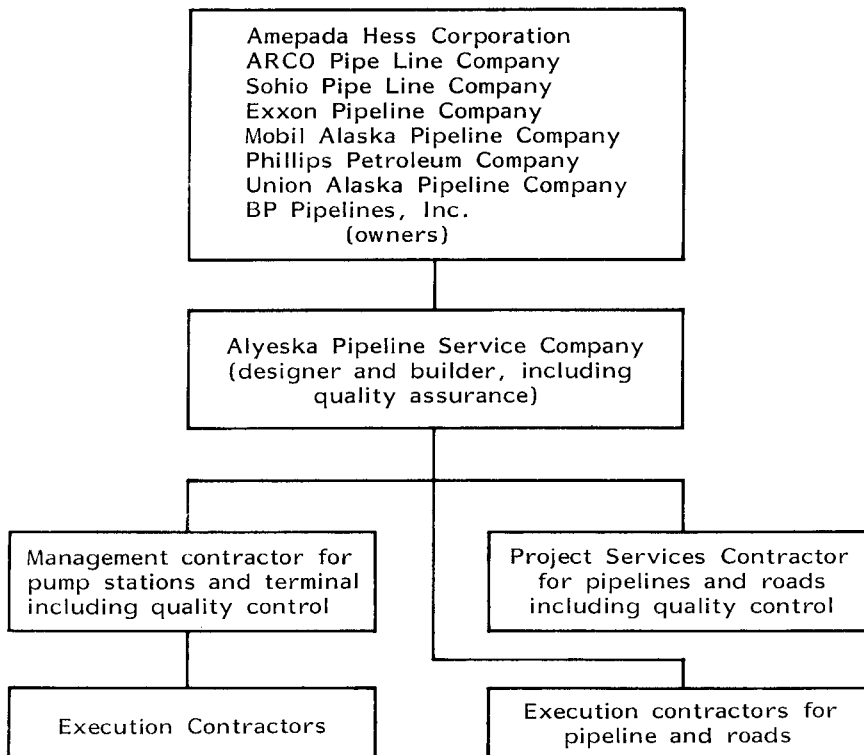 Amepada Hess Corporation
ARCO Pipe Line Company
Sohio Pipe Line Company
Exxon Pipeline Company
Mobil Alaska Pipeline Company
Phillips Petroleum Company
Union Alaska Pipeline Company
BP Pipelines, Inc.
(owners)
Alyeska Pipeline Service Company
(designer and builder, including
quality assurance)
Management contractor for
pump stations and terminal
including quality control
Project Services Contractor
for pipelines and roads
including quality control
Execution Contractors
Execution contractors for
pipeline and roads